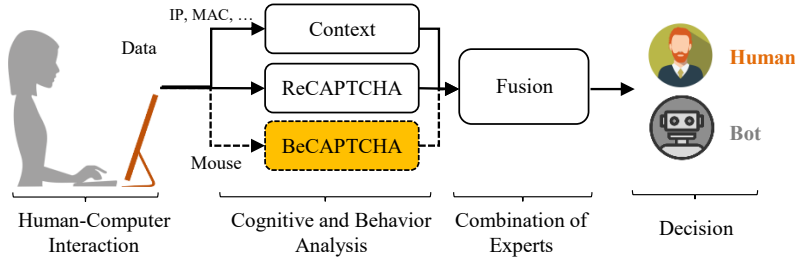 IP, MAC, …
Data
Context
ReCAPTCHA
BeCAPTCHA
Mouse
Fusion
Human
Bot
Human-Computer
Interaction
Cognitive and Behavior
Analysis
Combination of
Experts
Decision